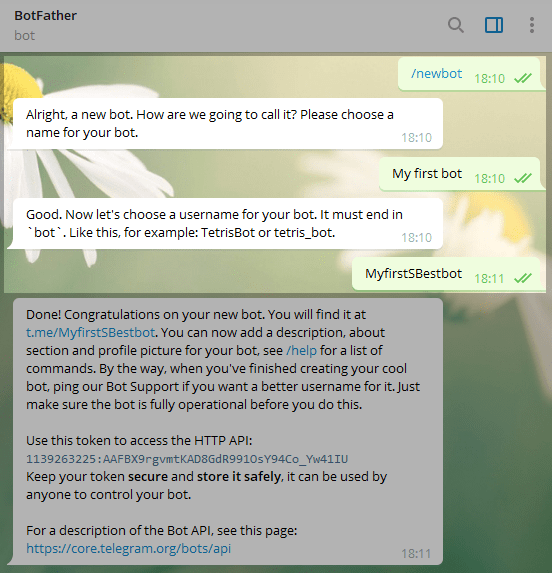 BotFather
bot
/newbot 18:10
Alright, a new bot. How are we going to call it? Please choose a
name for your bot.
18:10
My first bot 18:10
Good. Now let's choose a username for your bot. It must end in
`bot`. Like this, for example: TetrisBot or tetris_bot.
18:10
MyfirstSBestbot 18:11
Done! Congratulations on your new bot. You will find it at
t.me/MyfirstSBestbot. You can now add a description, about
section and profile picture for your bot, see /help for a list of
commands. By the way, when you've finished creating your cool
bot, ping our Bot Support if you want a better username for it. Just
make sure the bot is fully operational before you do this.
Use this token to access the HTTP API:
1139263225:AAFBX9rgvmtKAD8GdR991OsY94Co_Yw41IU
Keep your token secure and store it safely, it can be used by
anyone to control your bot.
For a description of the Bot API, see this page:
https://core.telegram.org/bots/api
18:11